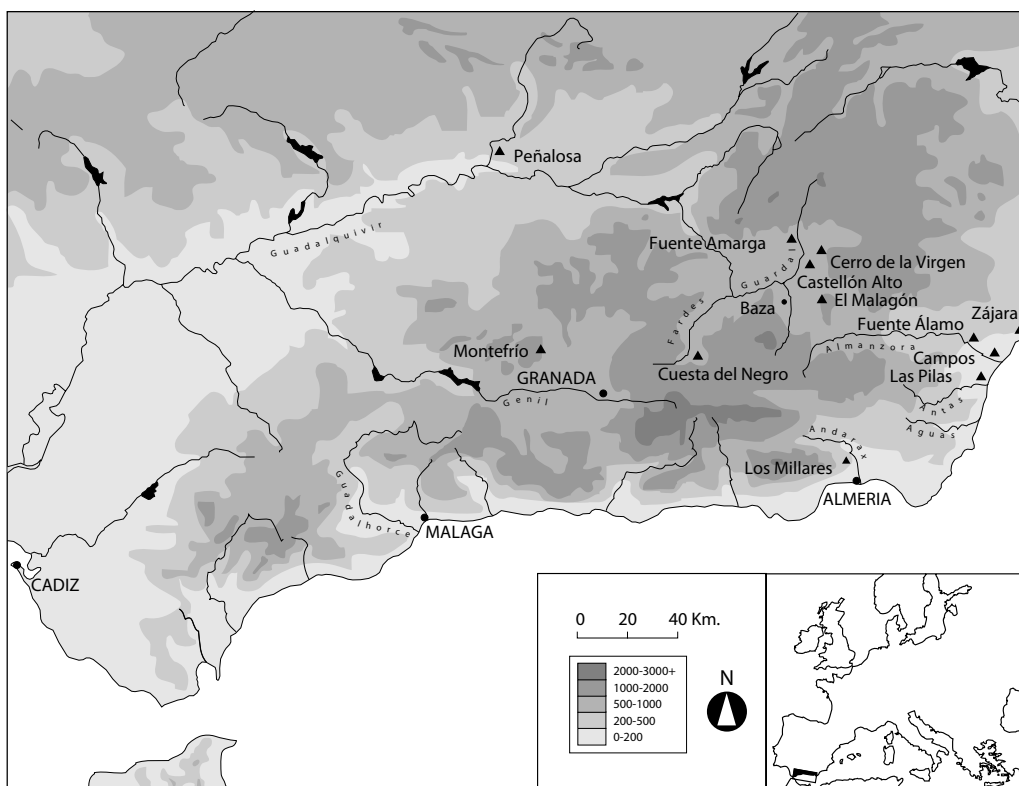 Peñalosa
Guadalquivir
Fuente Amarga
Guardal
Cerro de la Virgen
Castellón Alto
Baza
El Malagón
Fardes
Zájara
Fuente Álamo
Almanzora
Montefrío
Campos
Cuesta del Negro
Las Pilas
GRANADA
Genil
Antas
Aguas
Andarax
Los Millares
Guadalhorce
ALMERIA
MALAGA
CADIZ
0 20 40 Km.
N
2000-3000+
1000-2000
500-1000
200-500
0-200